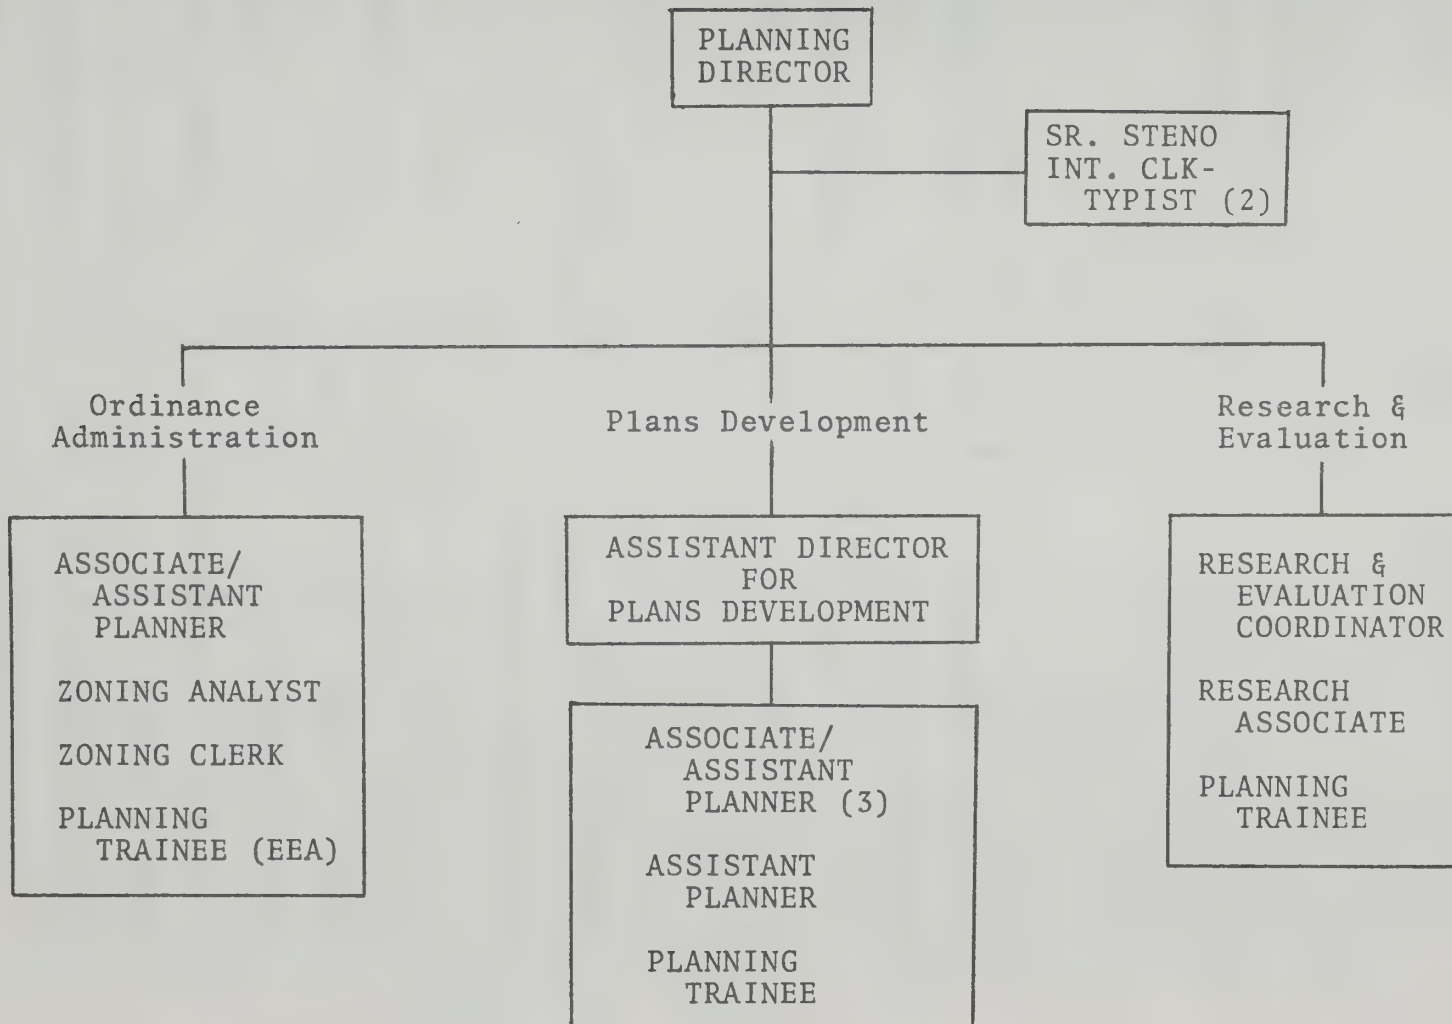 PLANNING
DIRECTOR
SR. STENO
INT. CLK-
TYPIST (2)
Ordinance
Administration
Plans Development
Research &
Evaluation
ASSOCIATE/
ASSISTANT
PLANNER
ZONING ANALYST
ZONING CLERK
PLANNING
TRAINEE (EEA)
ASSISTANT DIRECTOR
FOR
PLANS DEVELOPMENT
ASSOCIATE/
ASSISTANT
PLANNER (3)
ASSISTANT
PLANNER
PLANNING
TRAINEE
RESEARCH &
EVALUATION
COORDINATOR
RESEARCH
ASSOCIATE
PLANNING
TRAINEE